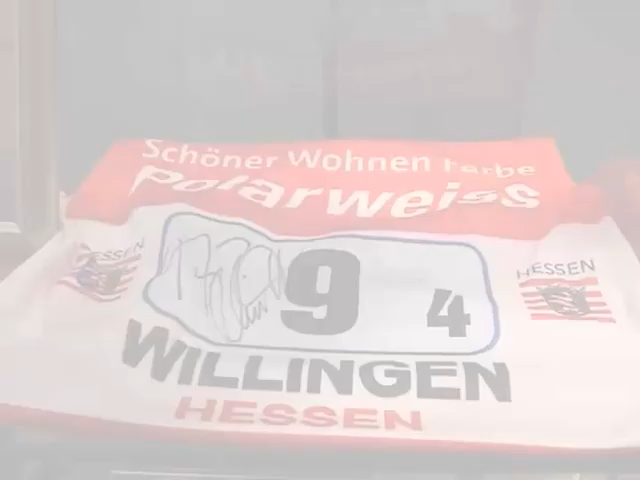 Schöner Wohnen Farbe
Polarweiss
HESSEN
HESSEN
9
4
WILLINGEN
HESSEN